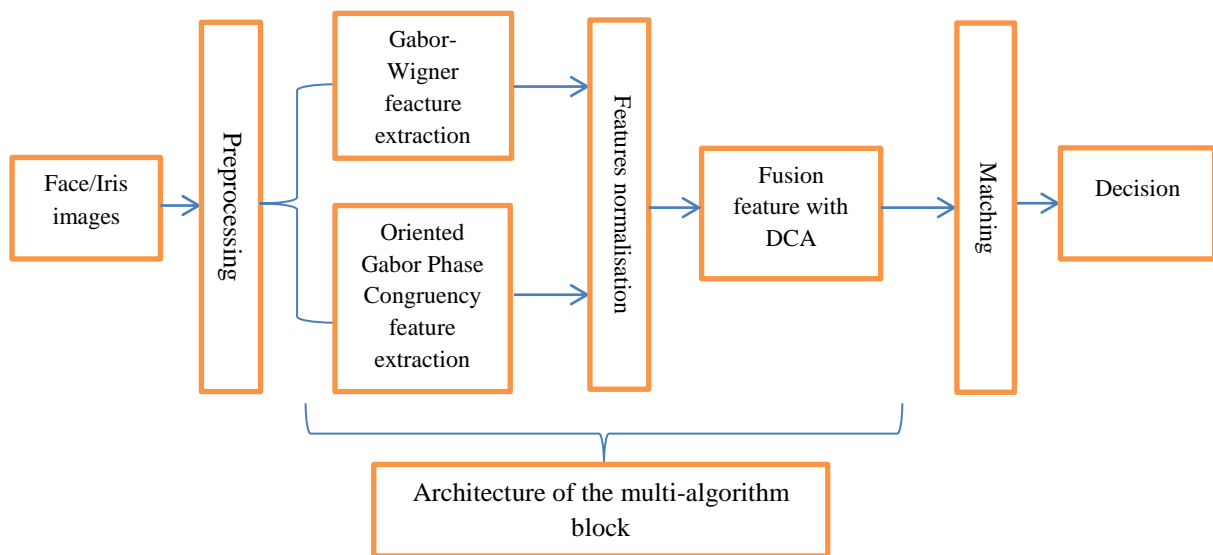 Face/Iris
images
Preprocessing
Gabor-
Wigner
feacture
extraction
Oriented
Gabor Phase
Congruency
feature
extraction
Features normalisation
Fusion
feature with
DCA
Matching
Decision
Architecture of the multi-algorithm
block